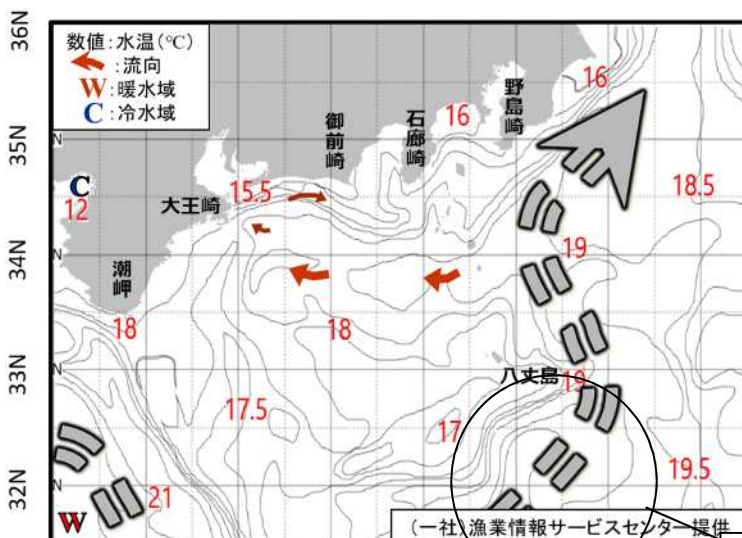 36N
数値：水温（℃）
：流向
W：暖水域
C：冷水域
16
野島崎
16
石廊崎
御前崎
35N
N
18.5
C
12
15.5
大王崎
19
34N
N
潮岬
18
18
33N
N
八丈島
19
17.5
17
19.5
32N
N
21
W
（一社）漁業情報サービスセンター提供